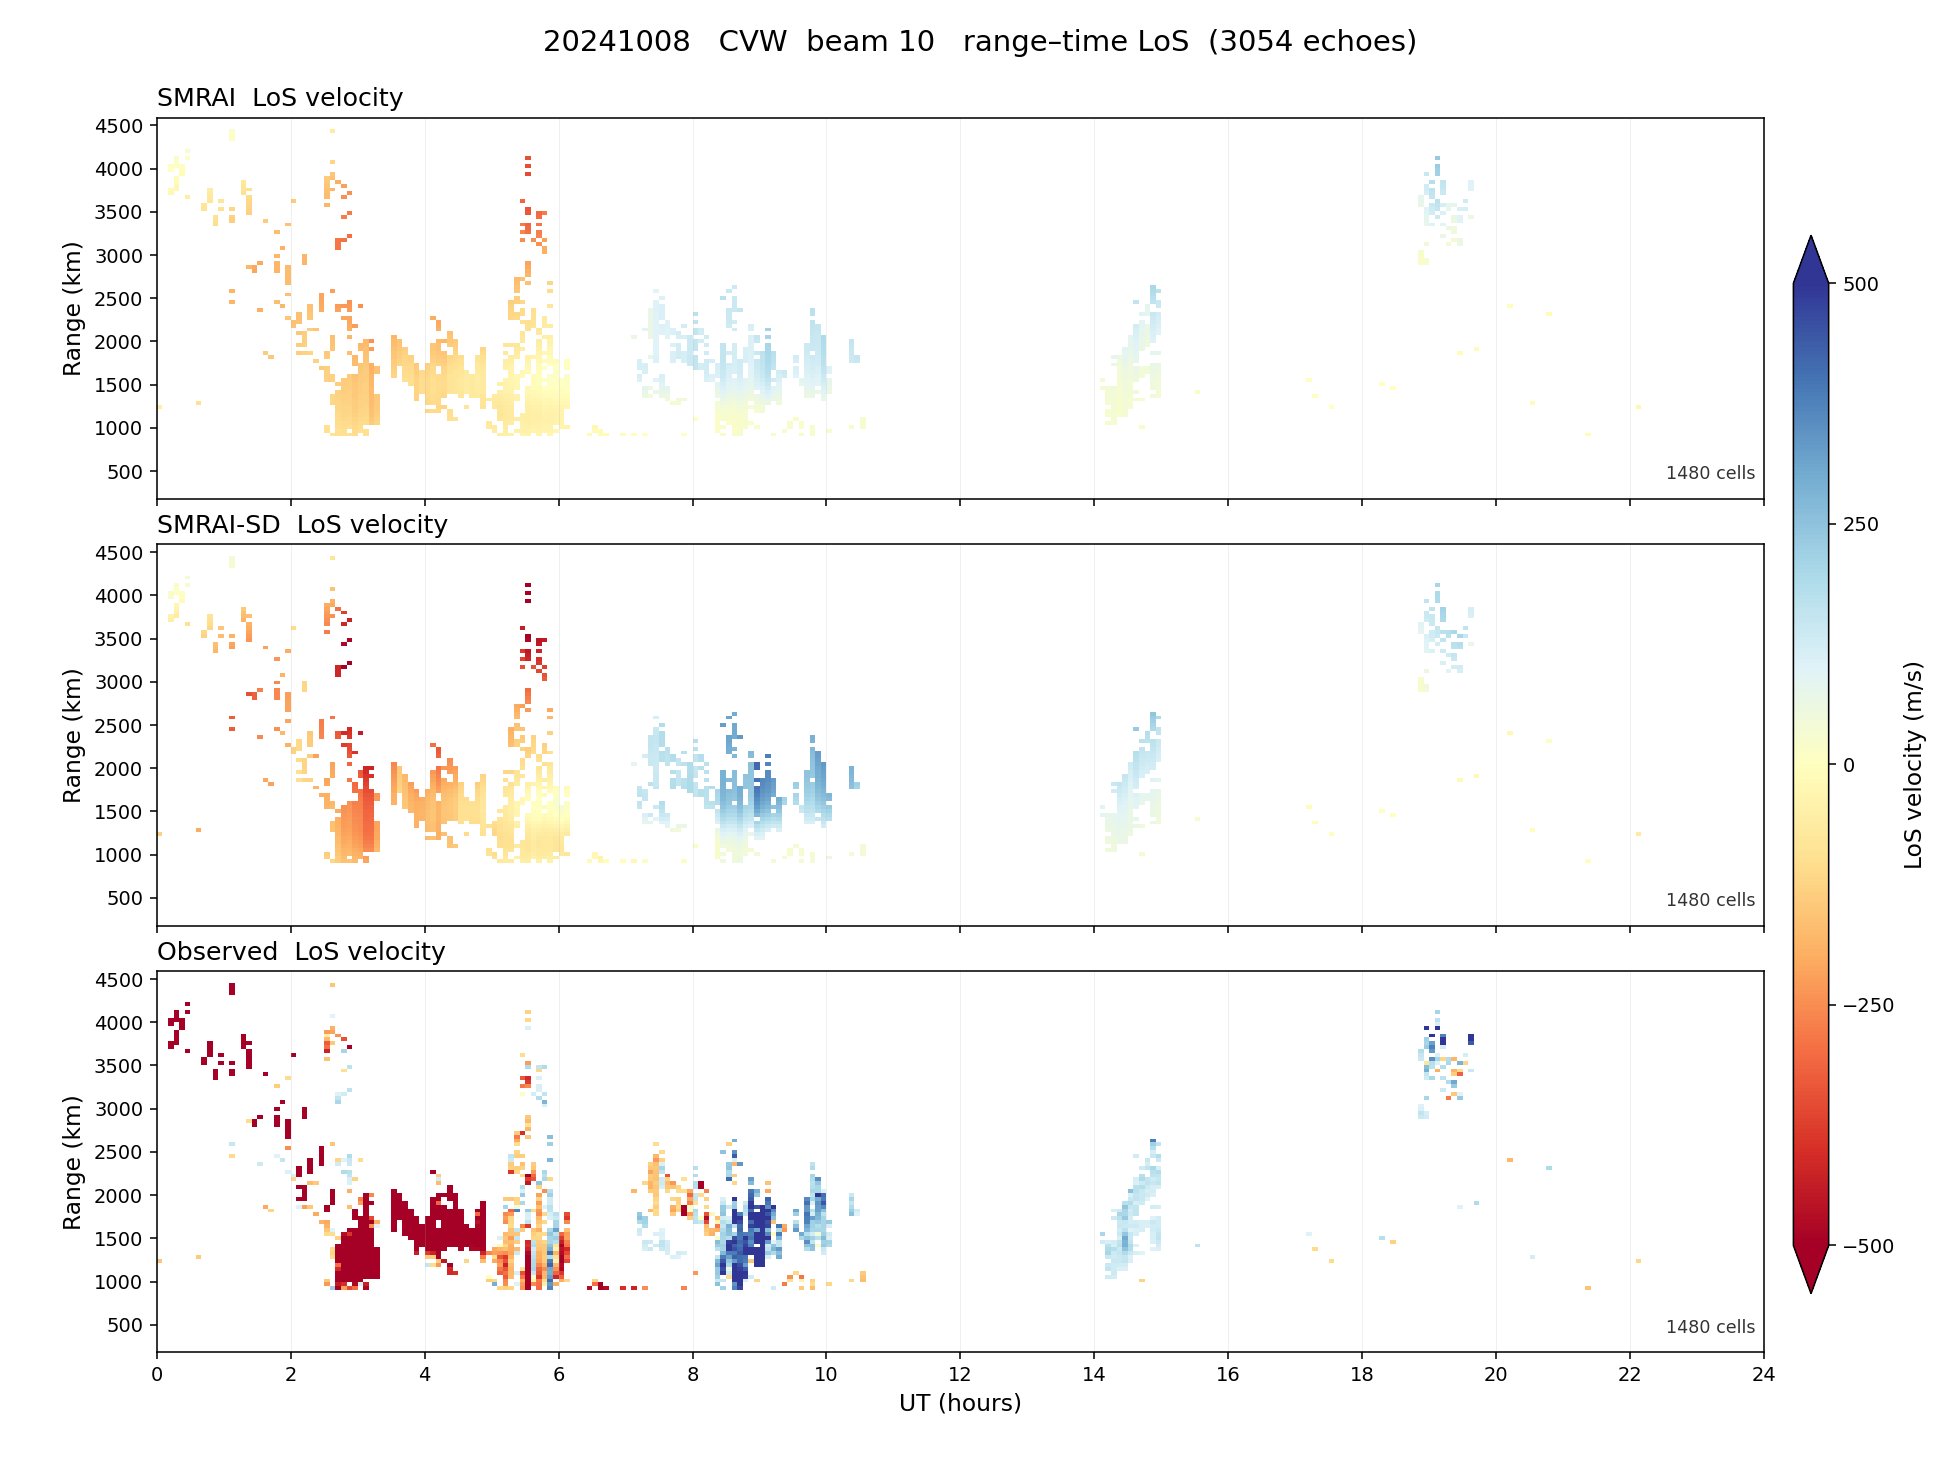 20241008   CVW  beam 10   range–time LoS  (3054 echoes)
SMRAI  LoS velocity
4500
4000
3500
3000
2500
2000
1500
1000
500
Range (km)
1480 cells
SMRAI-SD  LoS velocity
4500
4000
3500
3000
2500
2000
1500
1000
500
Range (km)
1480 cells
Observed  LoS velocity
4500
4000
3500
3000
2500
2000
1500
1000
500
Range (km)
1480 cells
0 2 4 6 8 10 12 14 16 18 20 22 24
UT (hours)
500
250
0
−250
−500
LoS velocity (m/s)